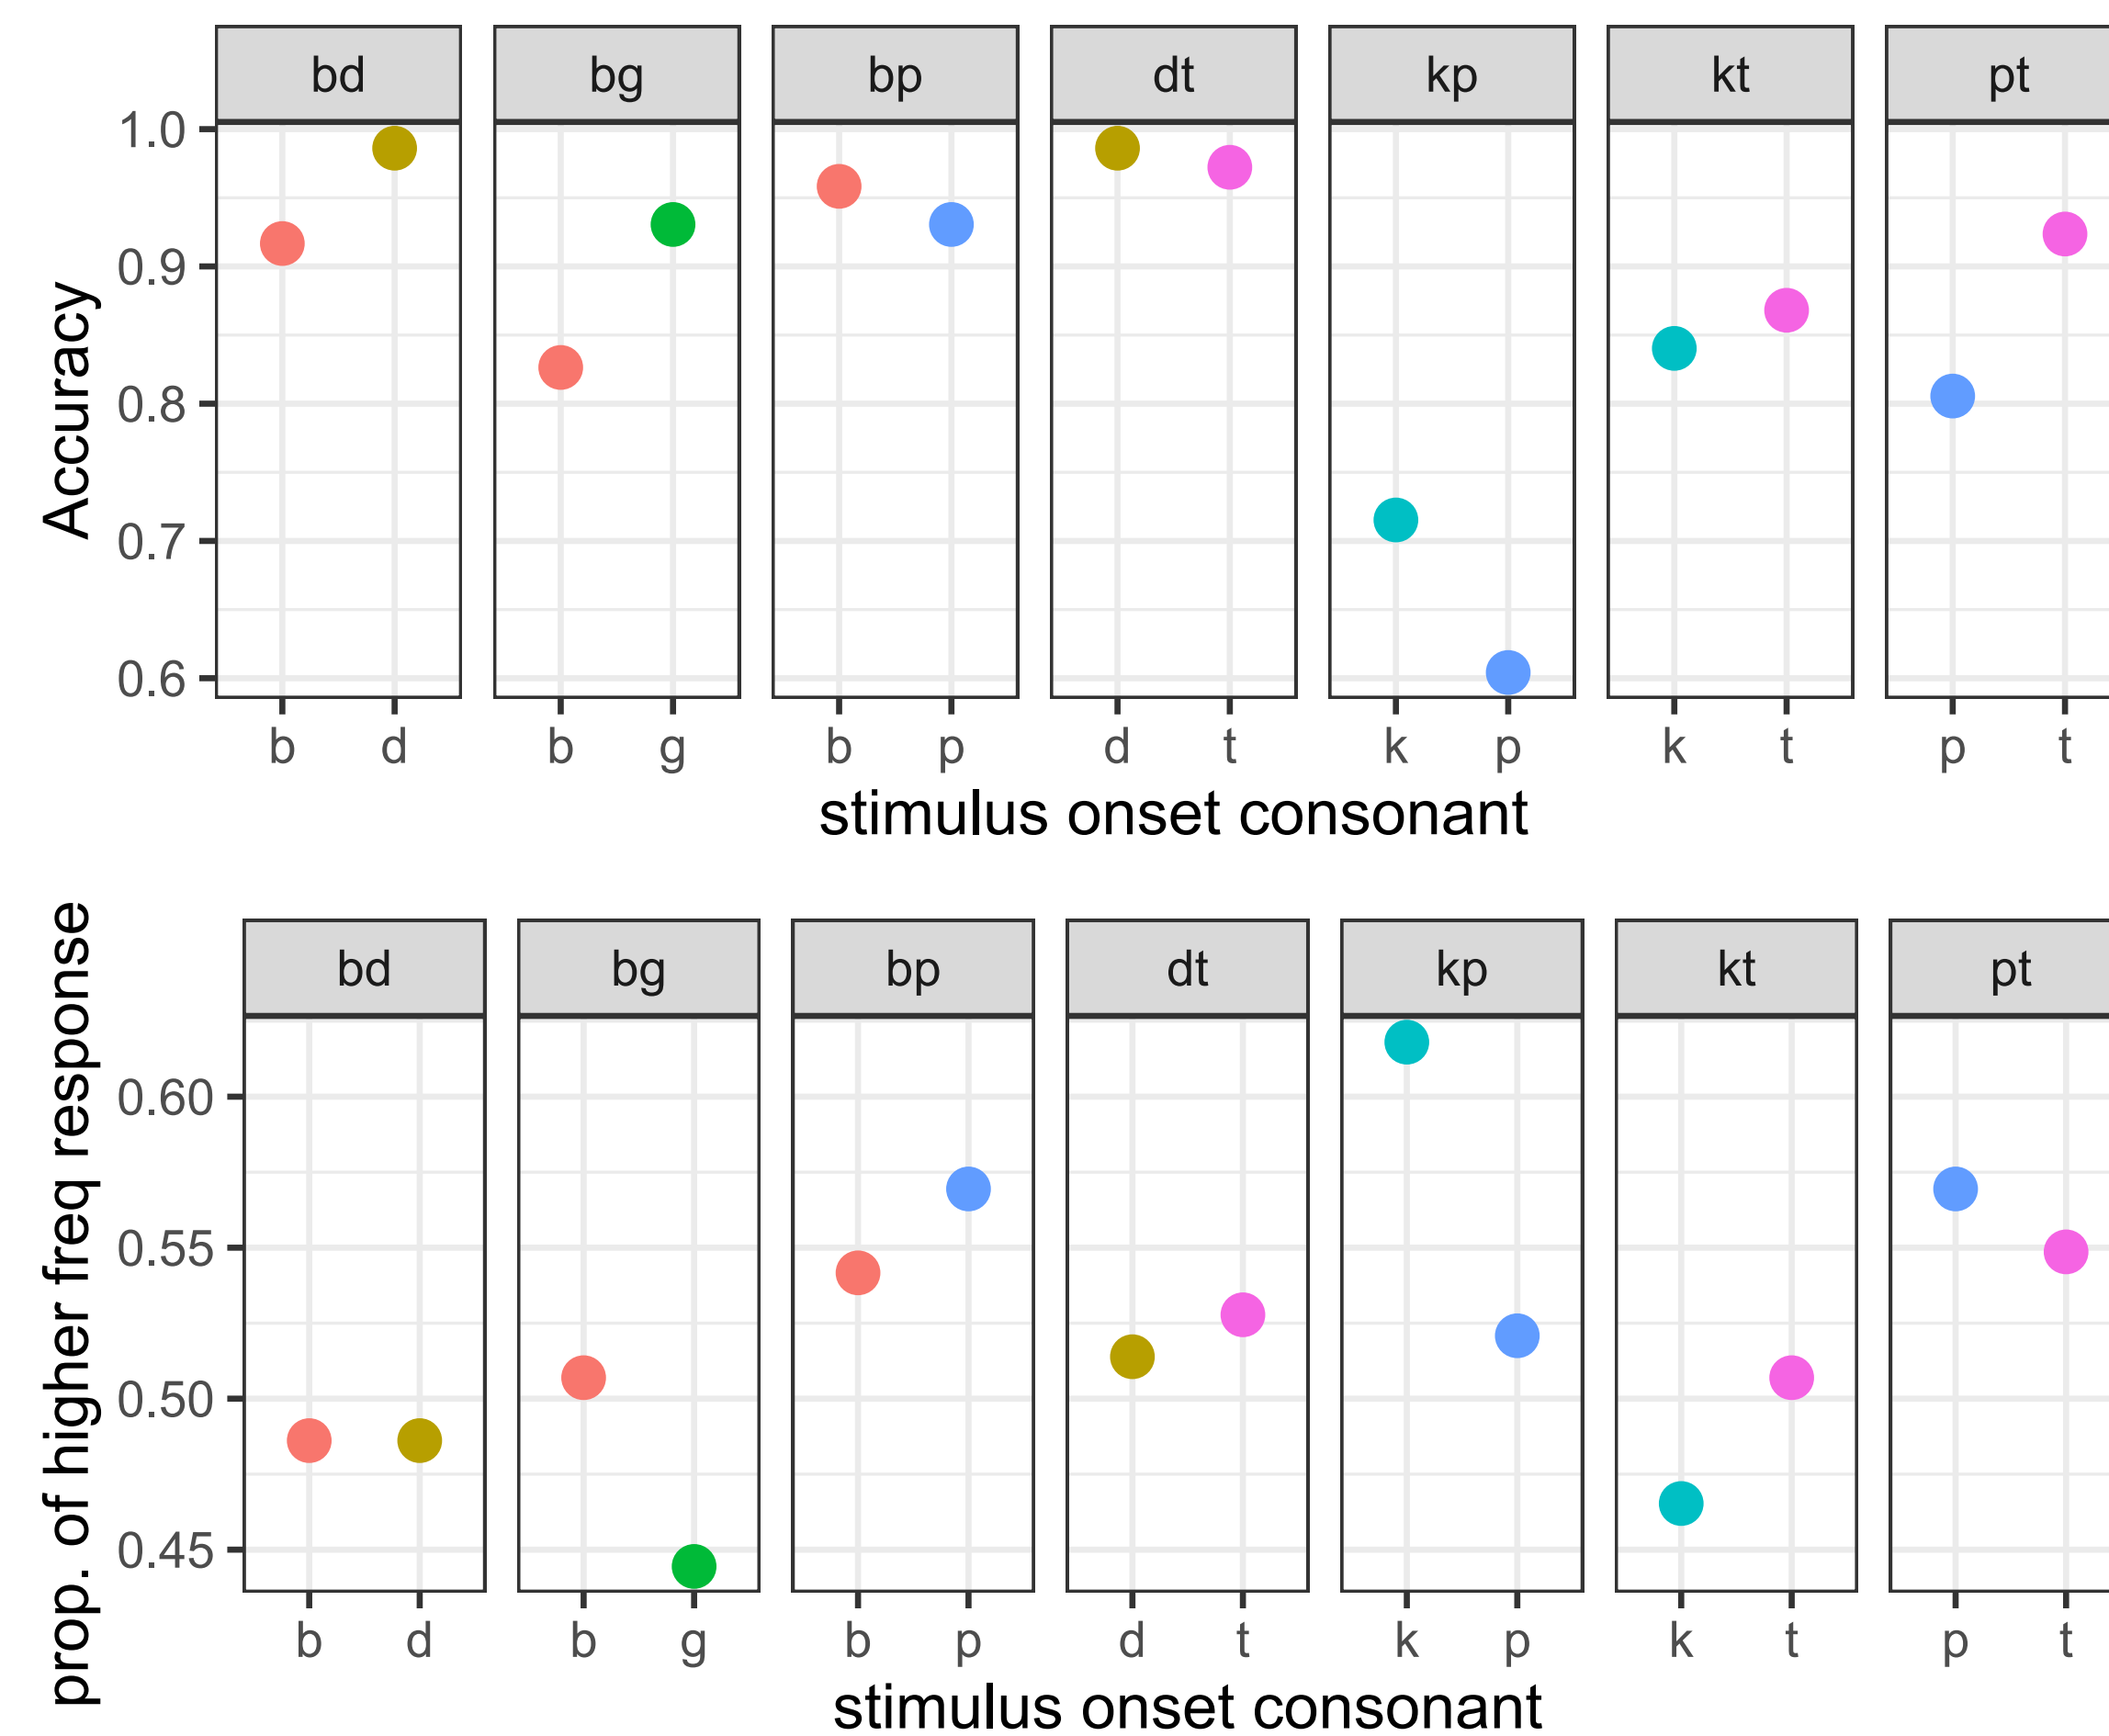 bd bg bp dt kp kt pt
1.0
0.9
0.8
0.7
0.6
Accuracy
b d b g b p d t k p k t p t
stimulus onset consonant
bd bg bp dt kp kt pt
0.60
0.55
0.50
0.45
prop. of higher freq response
b d b g b p d t k p k t p t
stimulus onset consonant